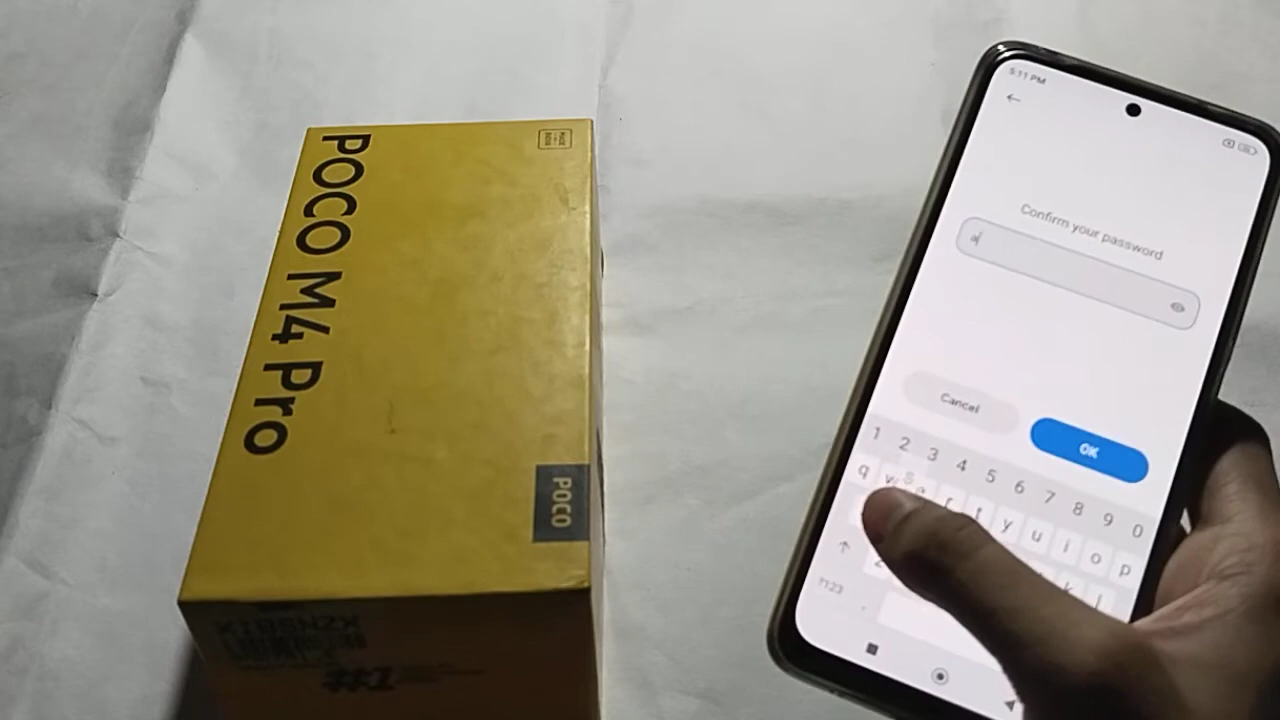 POCO M4 Pro
POCO
5:11 PM
Confirm your password
a
Cancel
OK
1 2 3 4 5 6 7 8 9 0
q w e r t y u i o p
s
k l
z
?123